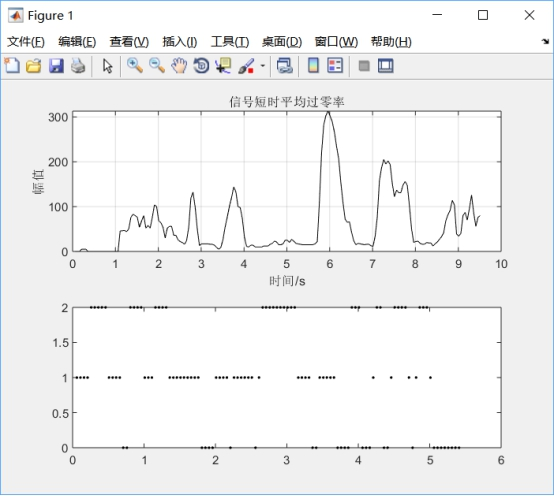 Figure 1
文件(F) 编辑(E) 查看(V) 插入(I) 工具(T) 桌面(D) 窗口(W) 帮助(H)
信号短时平均过零率
300
200
100
0
幅值
0 1 2 3 4 5 6 7 8 9 10
时间/s
2
1.5
1
0.5
0
0 1 2 3 4 5 6